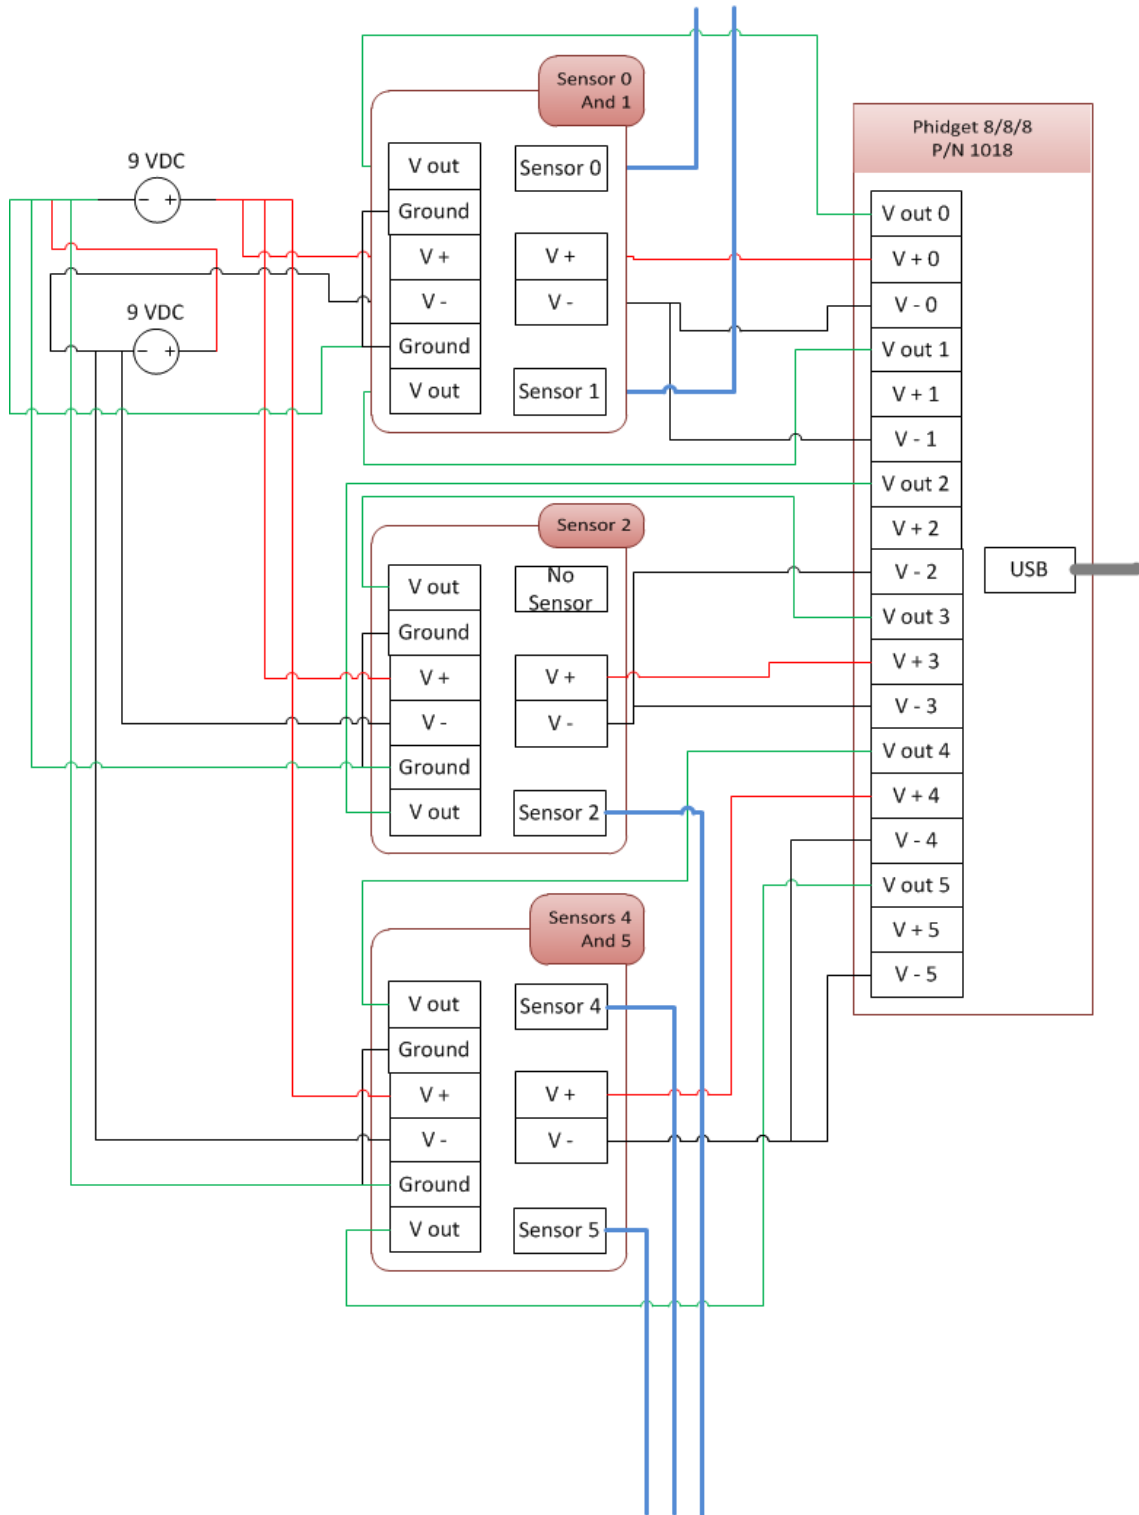 Sensor 0
And 1
V out
Ground
V +
V -
Ground
V out
Sensor 0
V +
V -
Sensor 1
9 VDC
- +
9 VDC
- +
Phidget 8/8/8
P/N 1018
V out 0
V + 0
V - 0
V out 1
V + 1
V - 1
V out 2
V + 2
V - 2
V out 3
V + 3
V - 3
V out 4
V + 4
V - 4
V out 5
V + 5
V - 5
USB
Sensor 2
V out
Ground
V +
V -
Ground
V out
No
Sensor
V +
V -
Sensor 2
Sensors 4
And 5
V out
Ground
V +
V -
Ground
V out
Sensor 4
V +
V -
Sensor 5